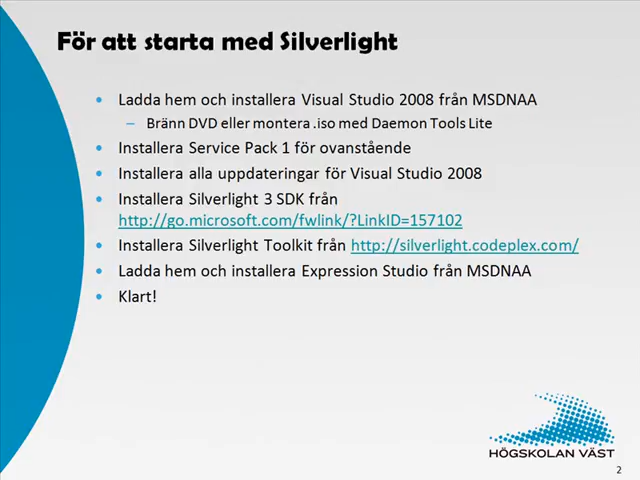 För att starta med Silverlight
• Ladda hem och installera Visual Studio 2008 från MSDNAA
– Bränn DVD eller montera .iso med Daemon Tools Lite
• Installera Service Pack 1 för ovanstående
• Installera alla uppdateringar för Visual Studio 2008
• Installera Silverlight 3 SDK från
http://go.microsoft.com/fwlink/?LinkID=157102
• Installera Silverlight Toolkit från http://silverlight.codeplex.com/
• Ladda hem och installera Expression Studio från MSDNAA
• Klart!
HÖGSKOLAN VÄST
2